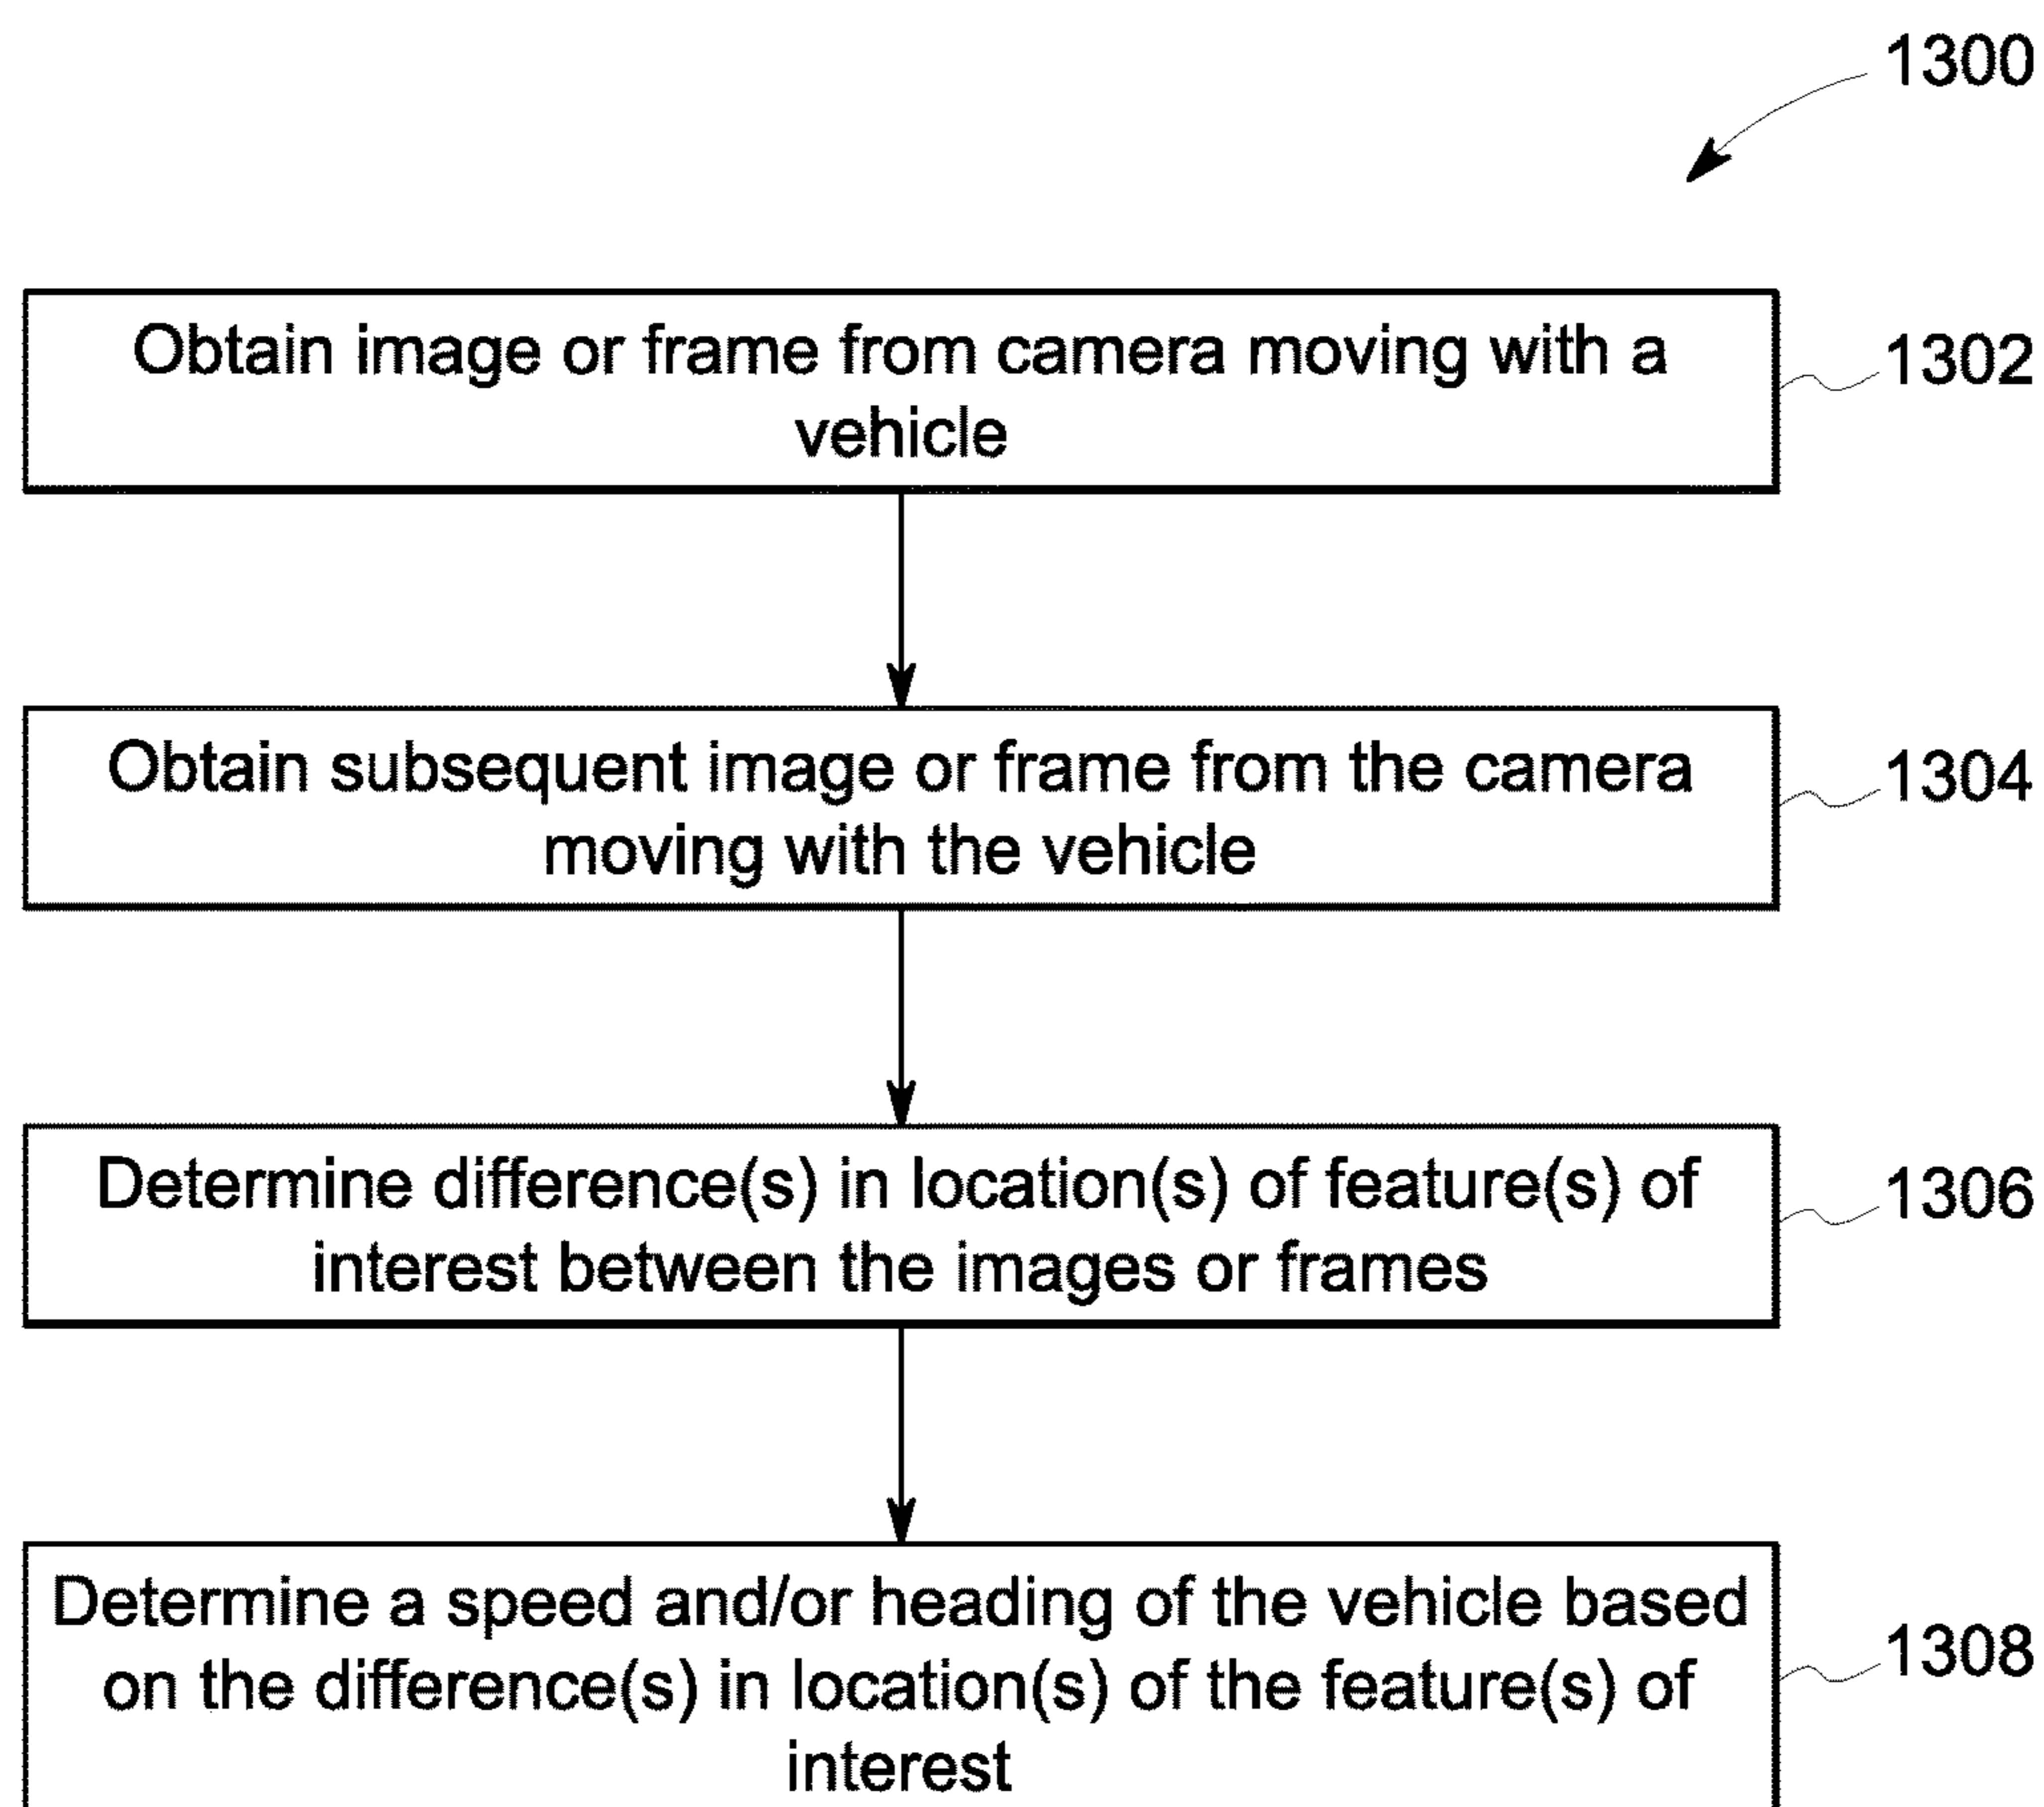 1300
Obtain image or frame from camera moving with a
vehicle
1302
Obtain subsequent image or frame from the camera
moving with the vehicle
1304
Determine difference(s) in location(s) of feature(s) of
interest between the images or frames
1306
Determine a speed and/or heading of the vehicle based
on the difference(s) in location(s) of the feature(s) of
interest
1308